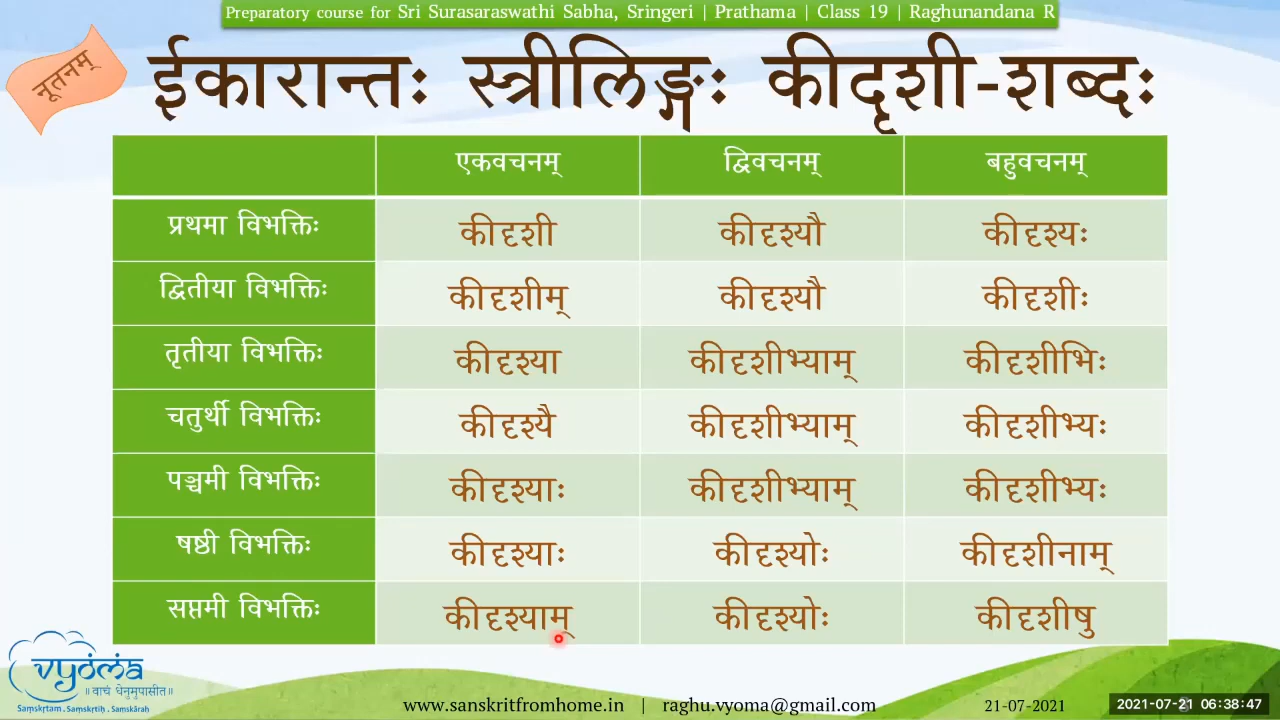 Preparatory course for Sri Surasaraswathi Sabha, Sringeri | Prathama | Class 19 | Raghunandana R
नूतनम्
ईकारान्तः स्त्रीलिङ्गः कीदृशी-शब्दः
एकवचनम् द्विवचनम् बहुवचनम्
प्रथमा विभक्तिः कीदृशी कीदृश्यौ कीदृश्यः
द्वितीया विभक्तिः कीदृशीम् कीदृश्यौ कीदृशीः
तृतीया विभक्तिः कीदृश्या कीदृशीभ्याम् कीदृशीभिः
चतुर्थी विभक्तिः कीदृश्यै कीदृशीभ्याम् कीदृशीभ्यः
पञ्चमी विभक्तिः कीदृश्याः कीदृशीभ्याम् कीदृशीभ्यः
षष्ठी विभक्तिः कीदृश्याः कीदृश्योः कीदृशीनाम्
सप्तमी विभक्तिः कीदृश्याम् कीदृश्योः कीदृशीषु
vyoma
॥ वाचं धेनुमुपासीत॥
Saṃskṛtam . Saṃskṛtiḥ . Saṃskāraḥ
www.sanskritfromhome.in | raghu.vyoma@gmail.com 21-07-2021
2021-07-21 06:38:47